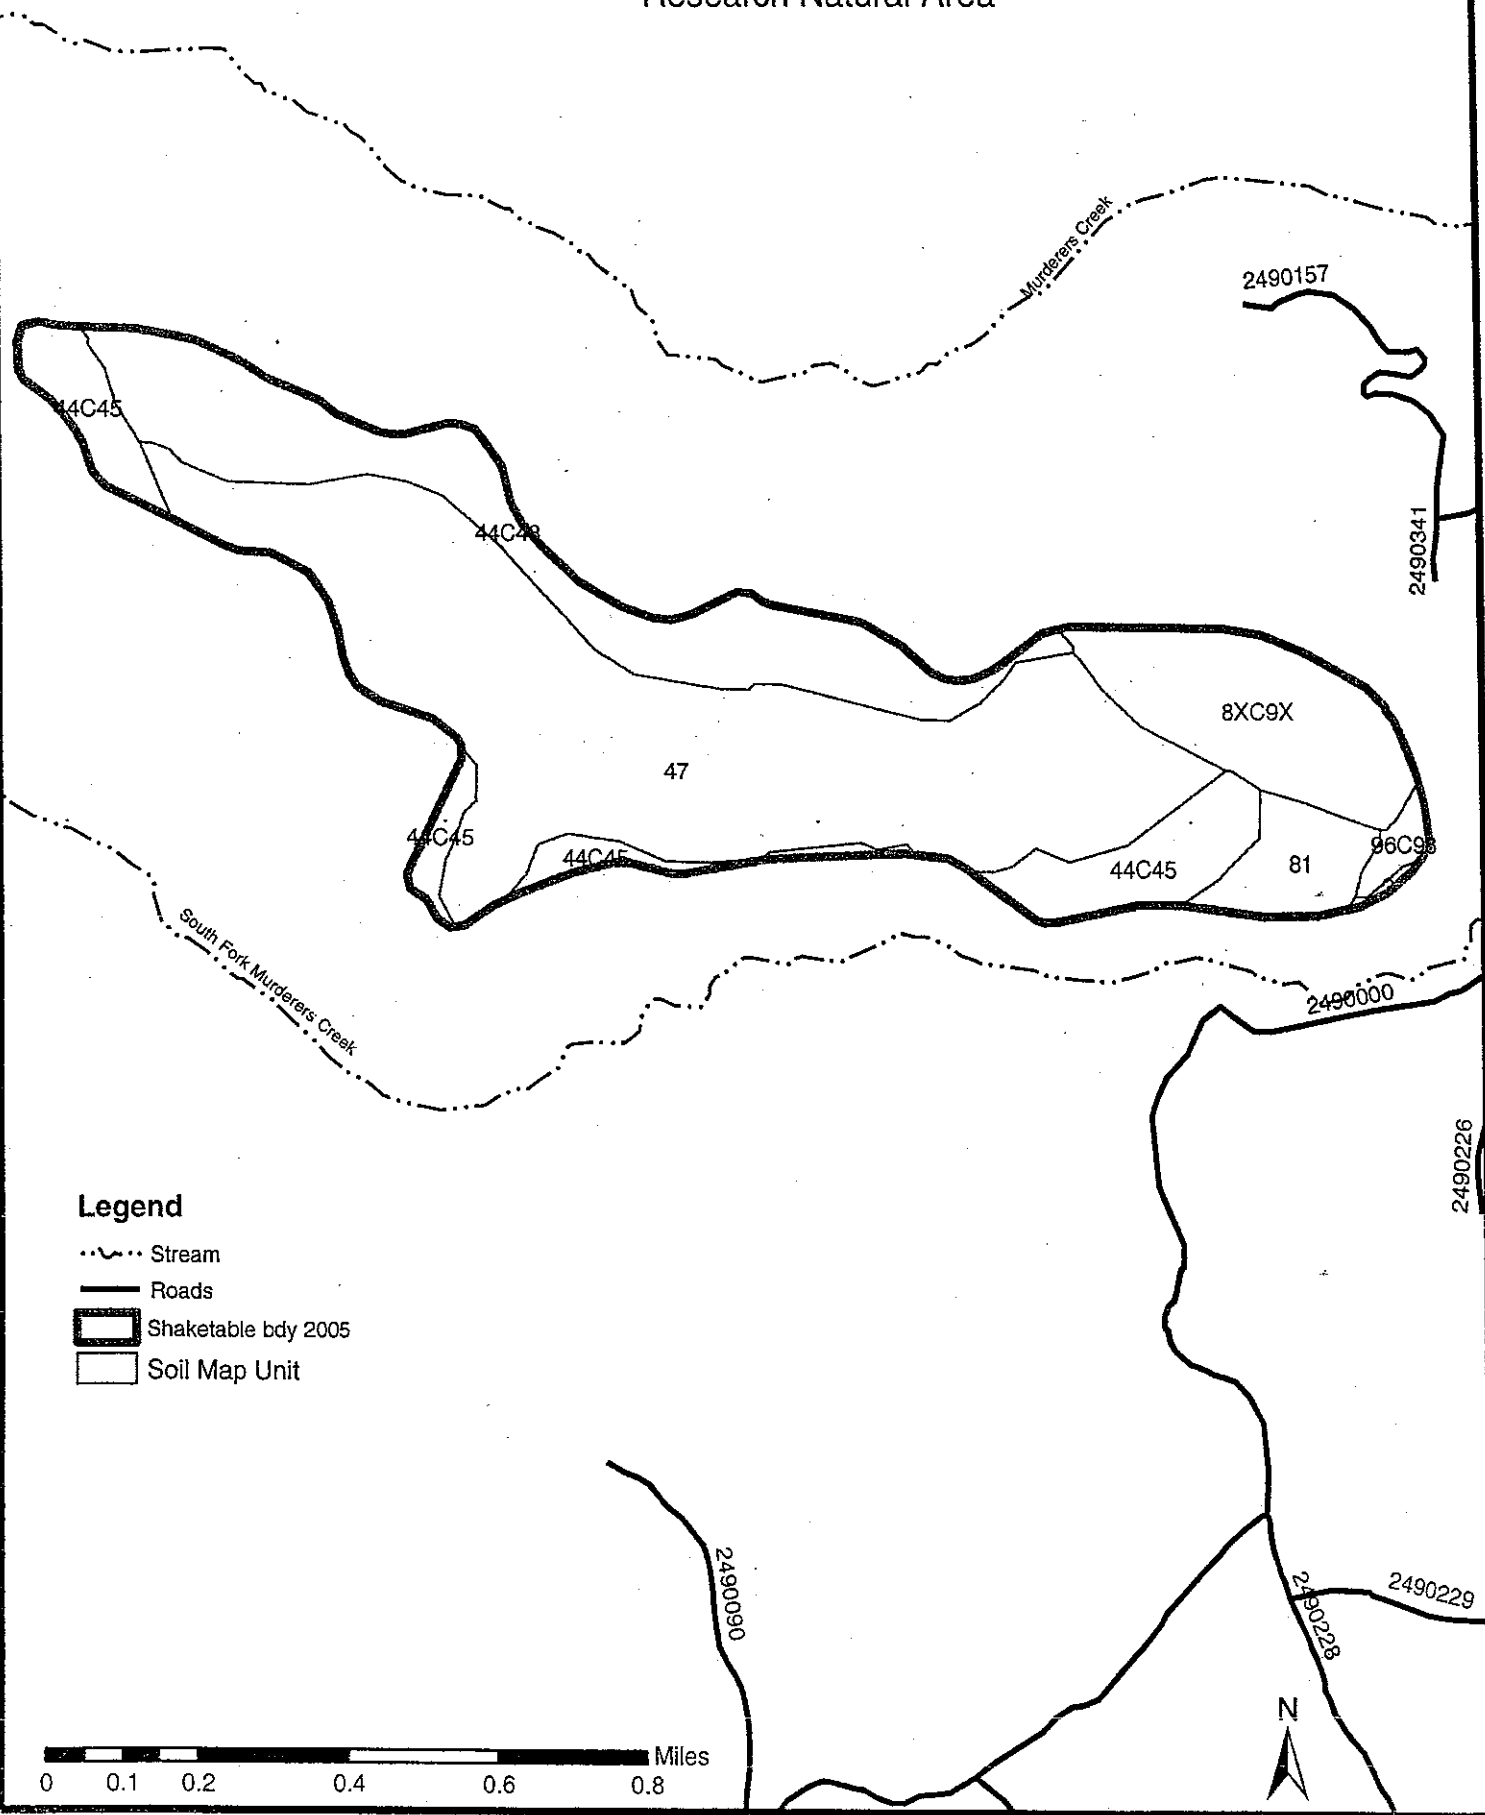 Research Natural Area
Murderers Creek
2490157
44C45
2490341
44C43
8XC9X
47
44C45
44C45
44C45
81
96C93
South Fork Murderers Creek
2490000
2490226
Legend
Stream
Roads
Shaketable bdy 2005
Soil Map Unit
2490090
2490228
2490229
N
Miles
0 0.1 0.2 0.4 0.6 0.8